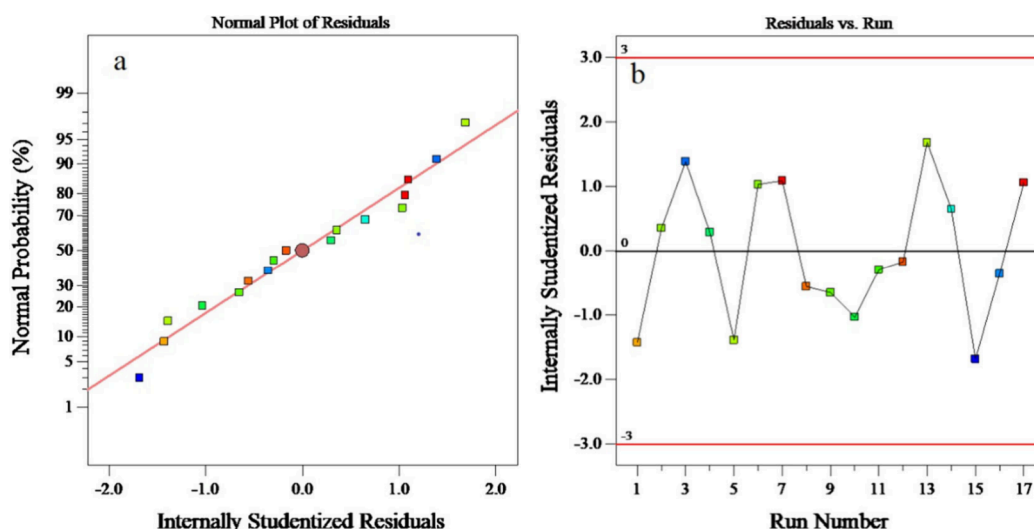 Normal Plot of Residuals
a
Normal Probability (%)
99
95
90
80
70
50
30
20
10
5
1
-2.0 -1.0 0.0 1.0 2.0
Internally Studentized Residuals
Residuals vs. Run
b
Internally Studentized Residuals
3.0
2.0
1.0
0.0
-1.0
-2.0
-3.0
3
0
-3
1 3 5 7 9 11 13 15 17
Run Number